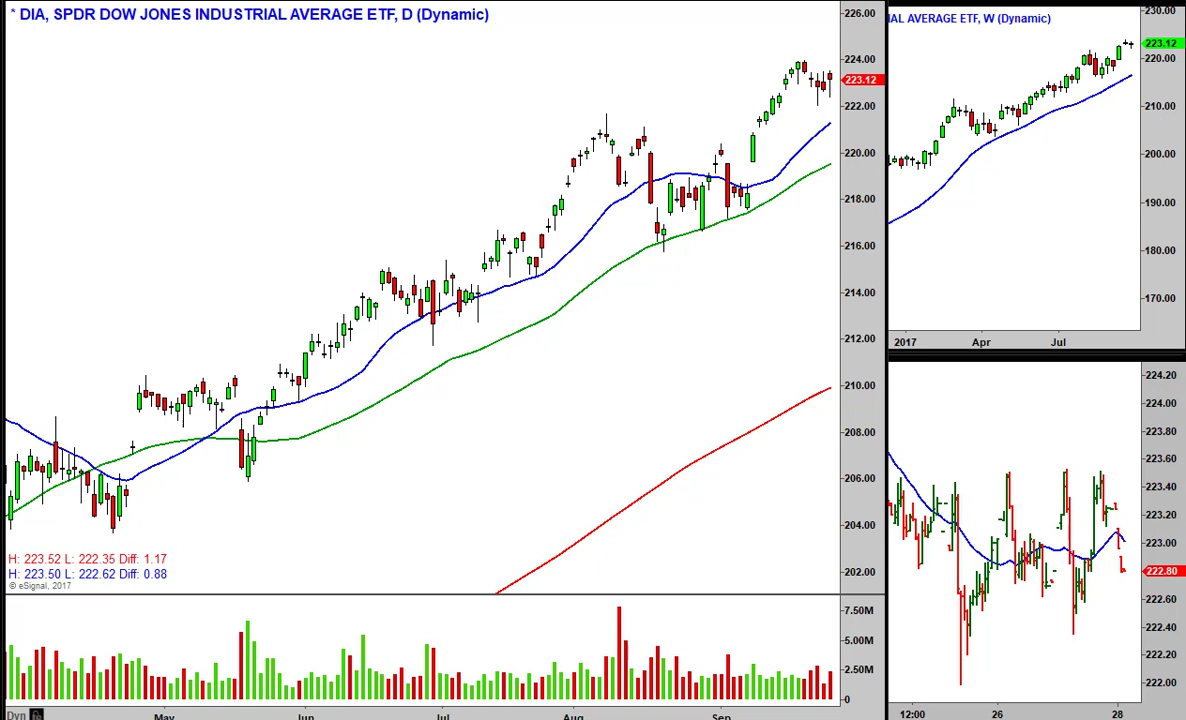 * DIA, SPDR DOW JONES INDUSTRIAL AVERAGE ETF, D (Dynamic)
226.00
224.00
223.12
222.00
220.00
218.00
216.00
214.00
212.00
210.00
208.00
206.00
204.00
202.00
H: 223.52 L: 222.35 Diff: 1.17
H: 223.50 L: 222.62 Diff: 0.88
© eSignal, 2017
7.50M
5.00M
2.50M
0
Dyn
May
Jun
Jul
Aug
Sep
IAL AVERAGE ETF, W (Dynamic)
230.00
223.12
220.00
210.00
200.00
190.00
180.00
170.00
2017
Apr
Jul
224.20
224.00
223.80
223.60
223.40
223.20
223.00
222.80
222.60
222.40
222.20
222.00
12:00
26
28